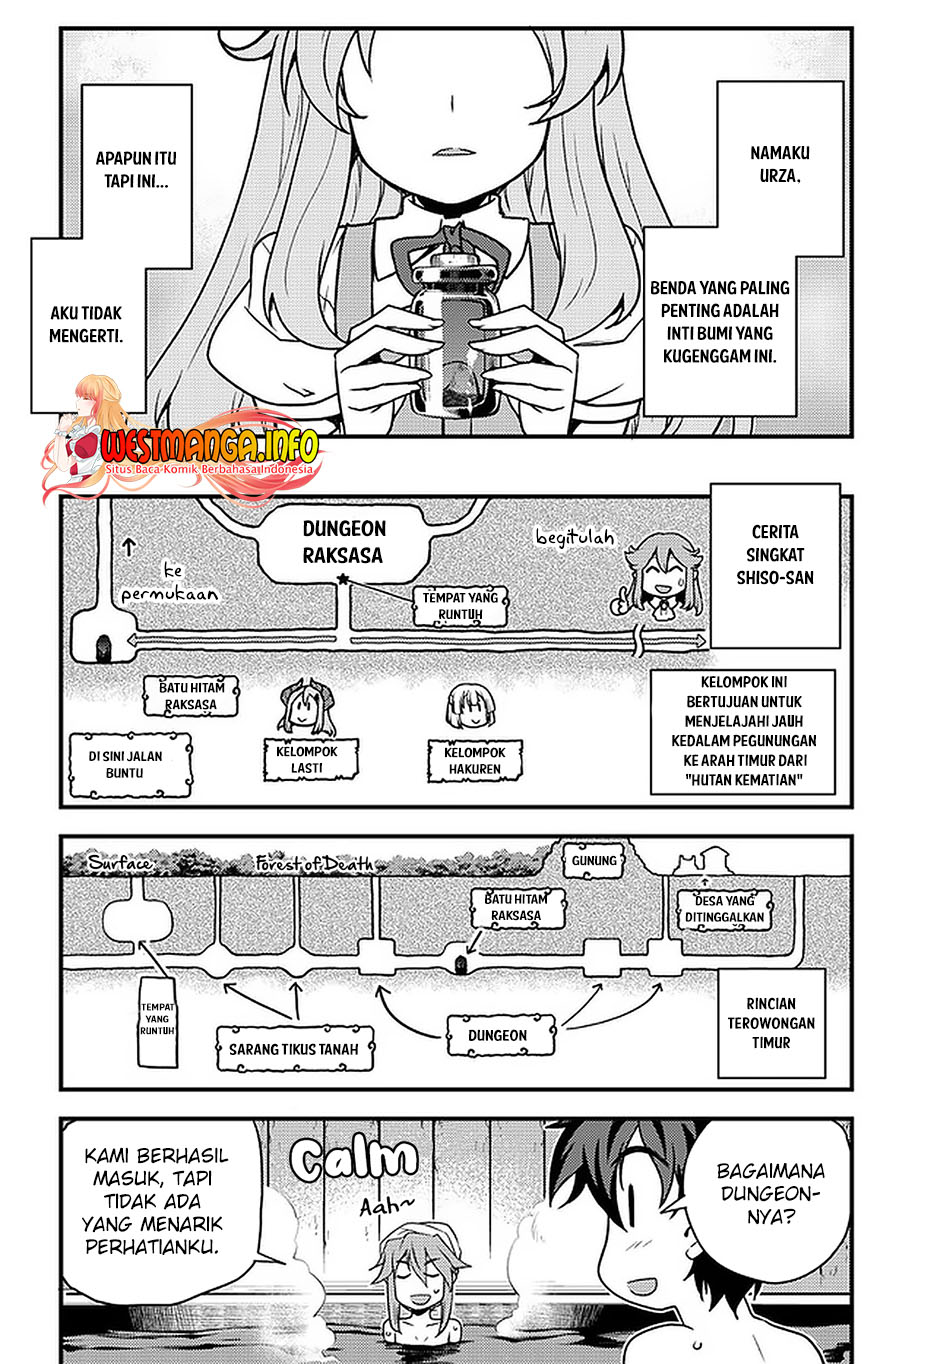 NAMAKU
URZA.
BENDA YANG PALING
PENTING ADALAH
INTI BUMI YANG
KUGENGGAM INI.
APAPUN ITU
TAPI INI...
AKU TIDAK
MENGERTI.
WESTMANGA.INFO
Situs Baca Komik Berbahasa Indonesia
CERITA
SINGKAT
SHISO-SAN
begitulah
DUNGEON
RAKSASA
ke
permukaan
TEMPAT YANG
RUNTUH
BATU HITAM
RAKSASA
DI SINI JALAN
BUNTU
KELOMPOK
LASTI
KELOMPOK
HAKUREN
KELOMPOK INI
BERTUJUAN UNTUK
MENJELAJAHI JAUH
KEDALAM PEGUNUNGAN
KE ARAH TIMUR DARI
"HUTAN KEMATIAN"
Surface
Forest of Death
GUNUNG
BATU HITAM
RAKSASA
DESA YANG
DITINGGALKAN
TEMPAT
YANG
RUNTUH
SARANG TIKUS TANAH
DUNGEON
RINCIAN
TEROWONGAN
TIMUR
BAGAIMANA
DUNGEON-
NYA?
Calm
Aah~
KAMI BERHASIL
MASUK, TAPI
TIDAK ADA
YANG MENARIK
PERHATIANKU.